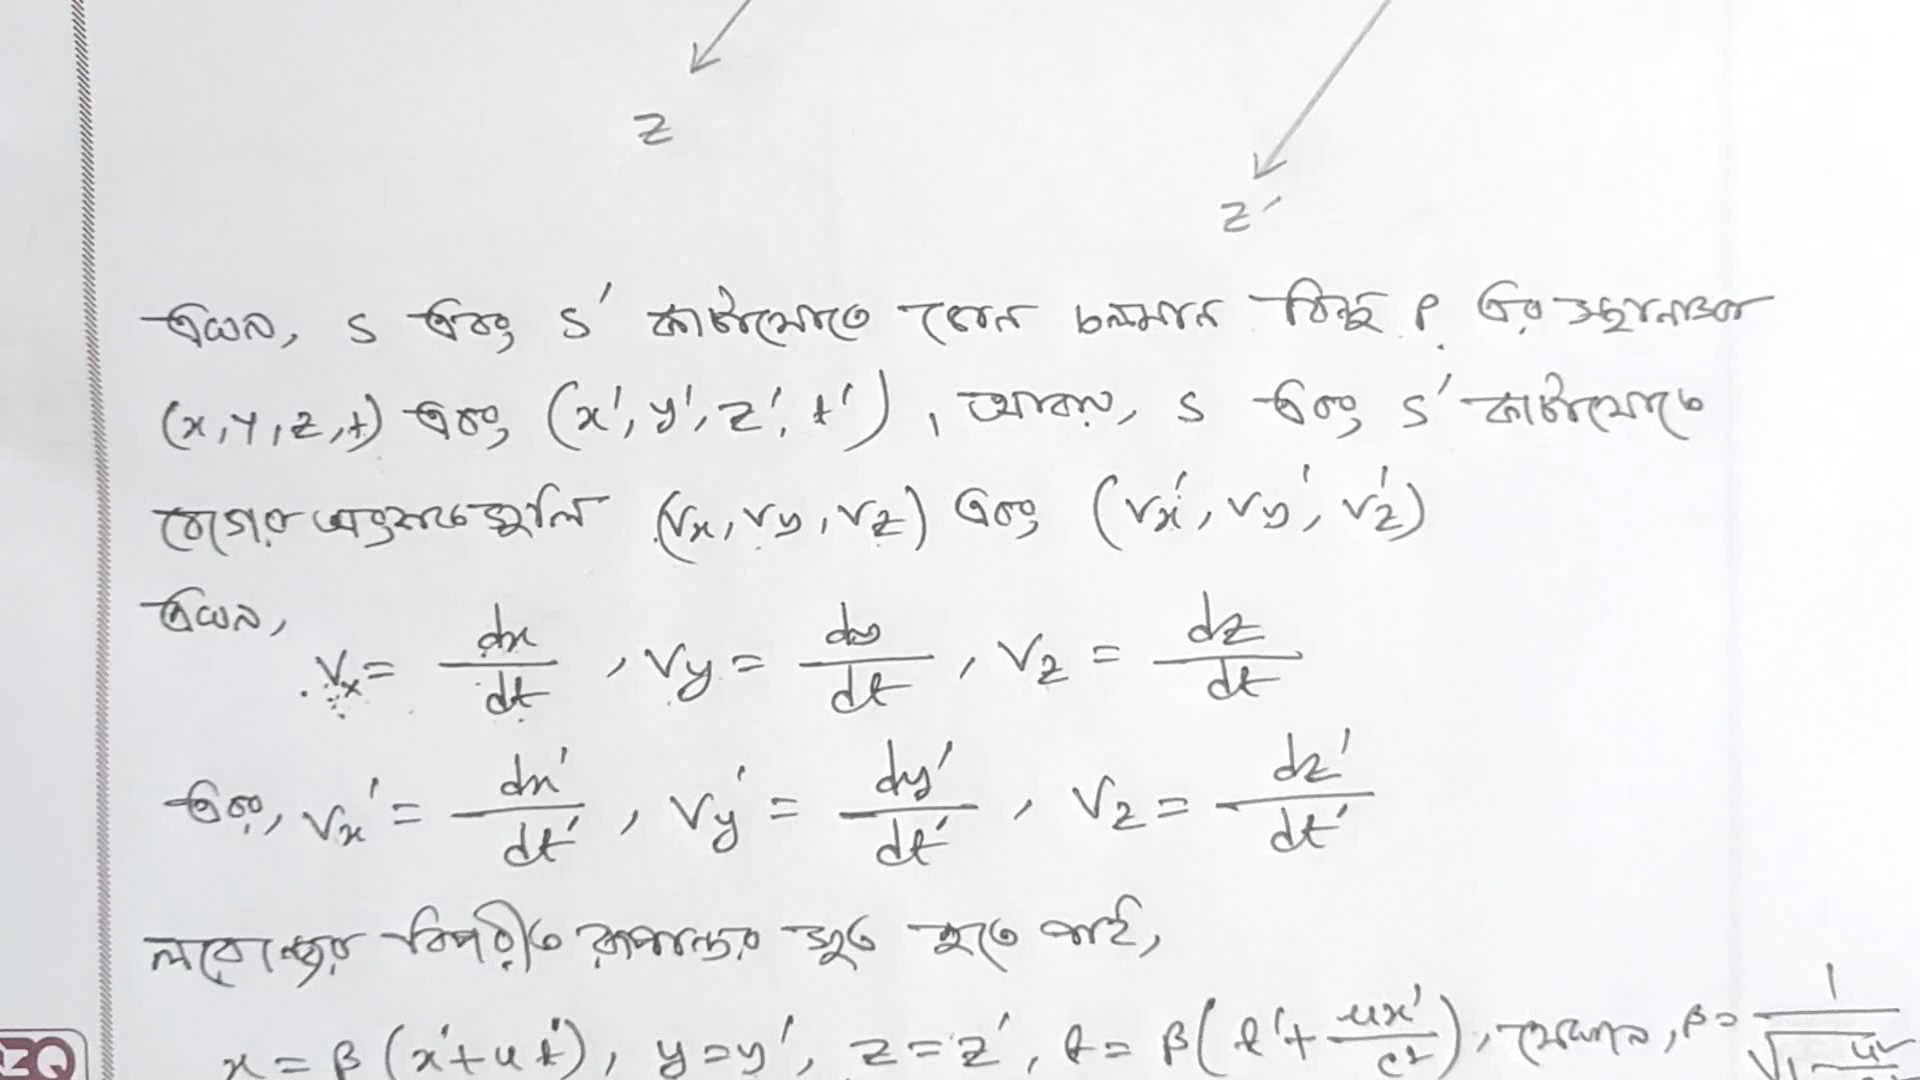 z
z′
এখন, S এবং S′ কাঠামোতে কোন চলমান বিন্দু P এর স্থানাঙ্ক
(x, y, z, t) এবং (x′, y′, z′, t′), আবার, S এবং S′ কাঠামোতে
বেগের অংশকগুলি (Vx, Vy, Vz) এবং (Vx′, Vy′, Vz′)
এখন,
Vx = dx/dt, Vy = dy/dt, Vz = dz/dt
এবং, Vx′ = dx′/dt′, Vy′ = dy′/dt′, Vz = dz′/dt′
লরেন্জের বিপরীত রূপান্তর সূত্র হতে পাই,
x = β (x′+ut′), y=y′, z=z′, t = β(t′+ ux′/c²), যেখানে, β= 1/√1-u²
ZQ